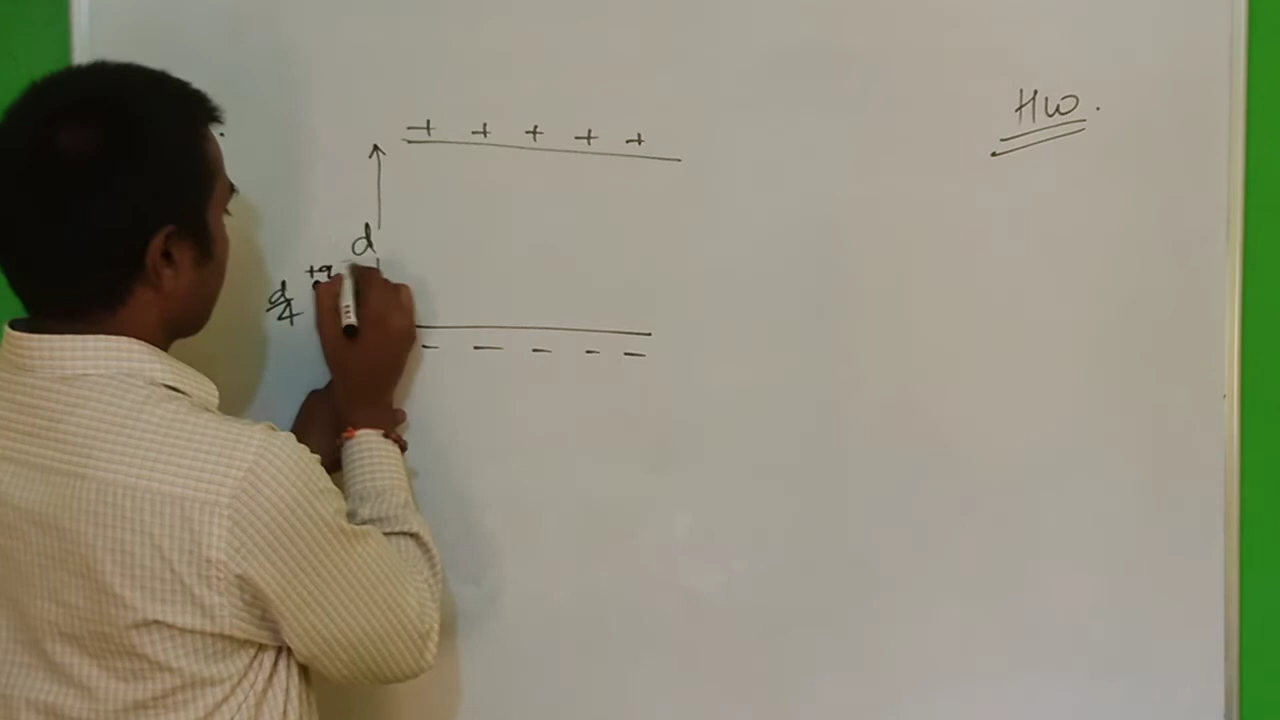 HW.
+ + + + +
d
+q
d/4
- - - - -